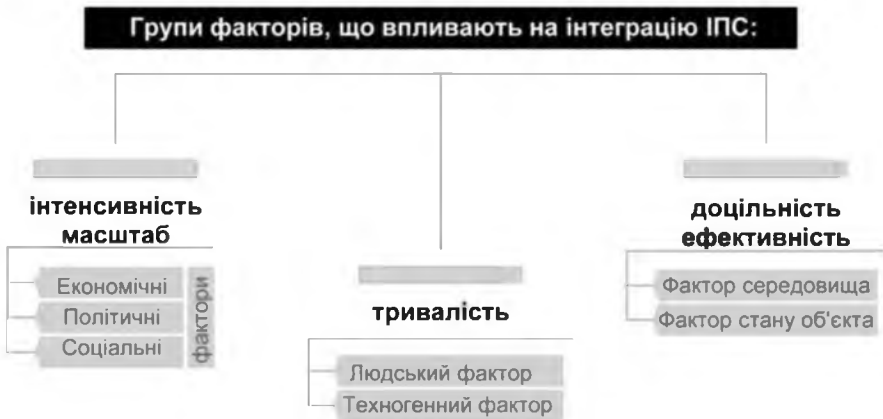 Групи факторів, що впливають на інтеграцію ІПС:
інтенсивність
масштаб
Економічні
Політичні
Соціальні
фактори
тривалість
Людський фактор
Техногенний фактор
доцільність
ефективність
Фактор середовища
Фактор стану об'єкта